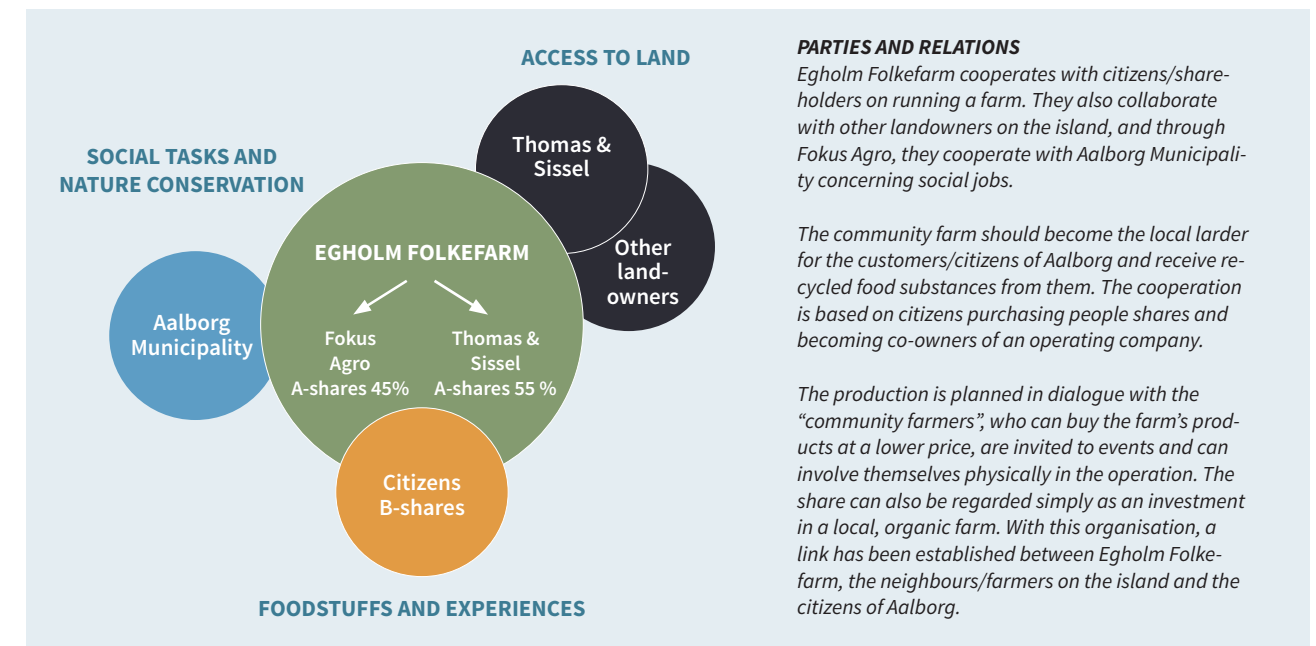 ACCESS TO LAND
SOCIAL TASKS AND
NATURE CONSERVATION
Thomas &
Sissel
Other
land-
owners
EGHOLM FOLKEFARM
Aalborg
Municipality
Fokus
Agro
A-shares 45%
Thomas &
Sissel
A-shares 55 %
Citizens
B-shares
FOODSTUFFS AND EXPERIENCES
PARTIES AND RELATIONS
Egholm Folkefarm cooperates with citizens/share-
holders on running a farm. They also collaborate
with other landowners on the island, and through
Fokus Agro, they cooperate with Aalborg Municipali-
ty concerning social jobs.
The community farm should become the local larder
for the customers/citizens of Aalborg and receive re-
cycled food substances from them. The cooperation
is based on citizens purchasing people shares and
becoming co-owners of an operating company.
The production is planned in dialogue with the
“community farmers”, who can buy the farm’s prod-
ucts at a lower price, are invited to events and can
involve themselves physically in the operation. The
share can also be regarded simply as an investment
in a local, organic farm. With this organisation, a
link has been established between Egholm Folke-
farm, the neighbours/farmers on the island and the
citizens of Aalborg.